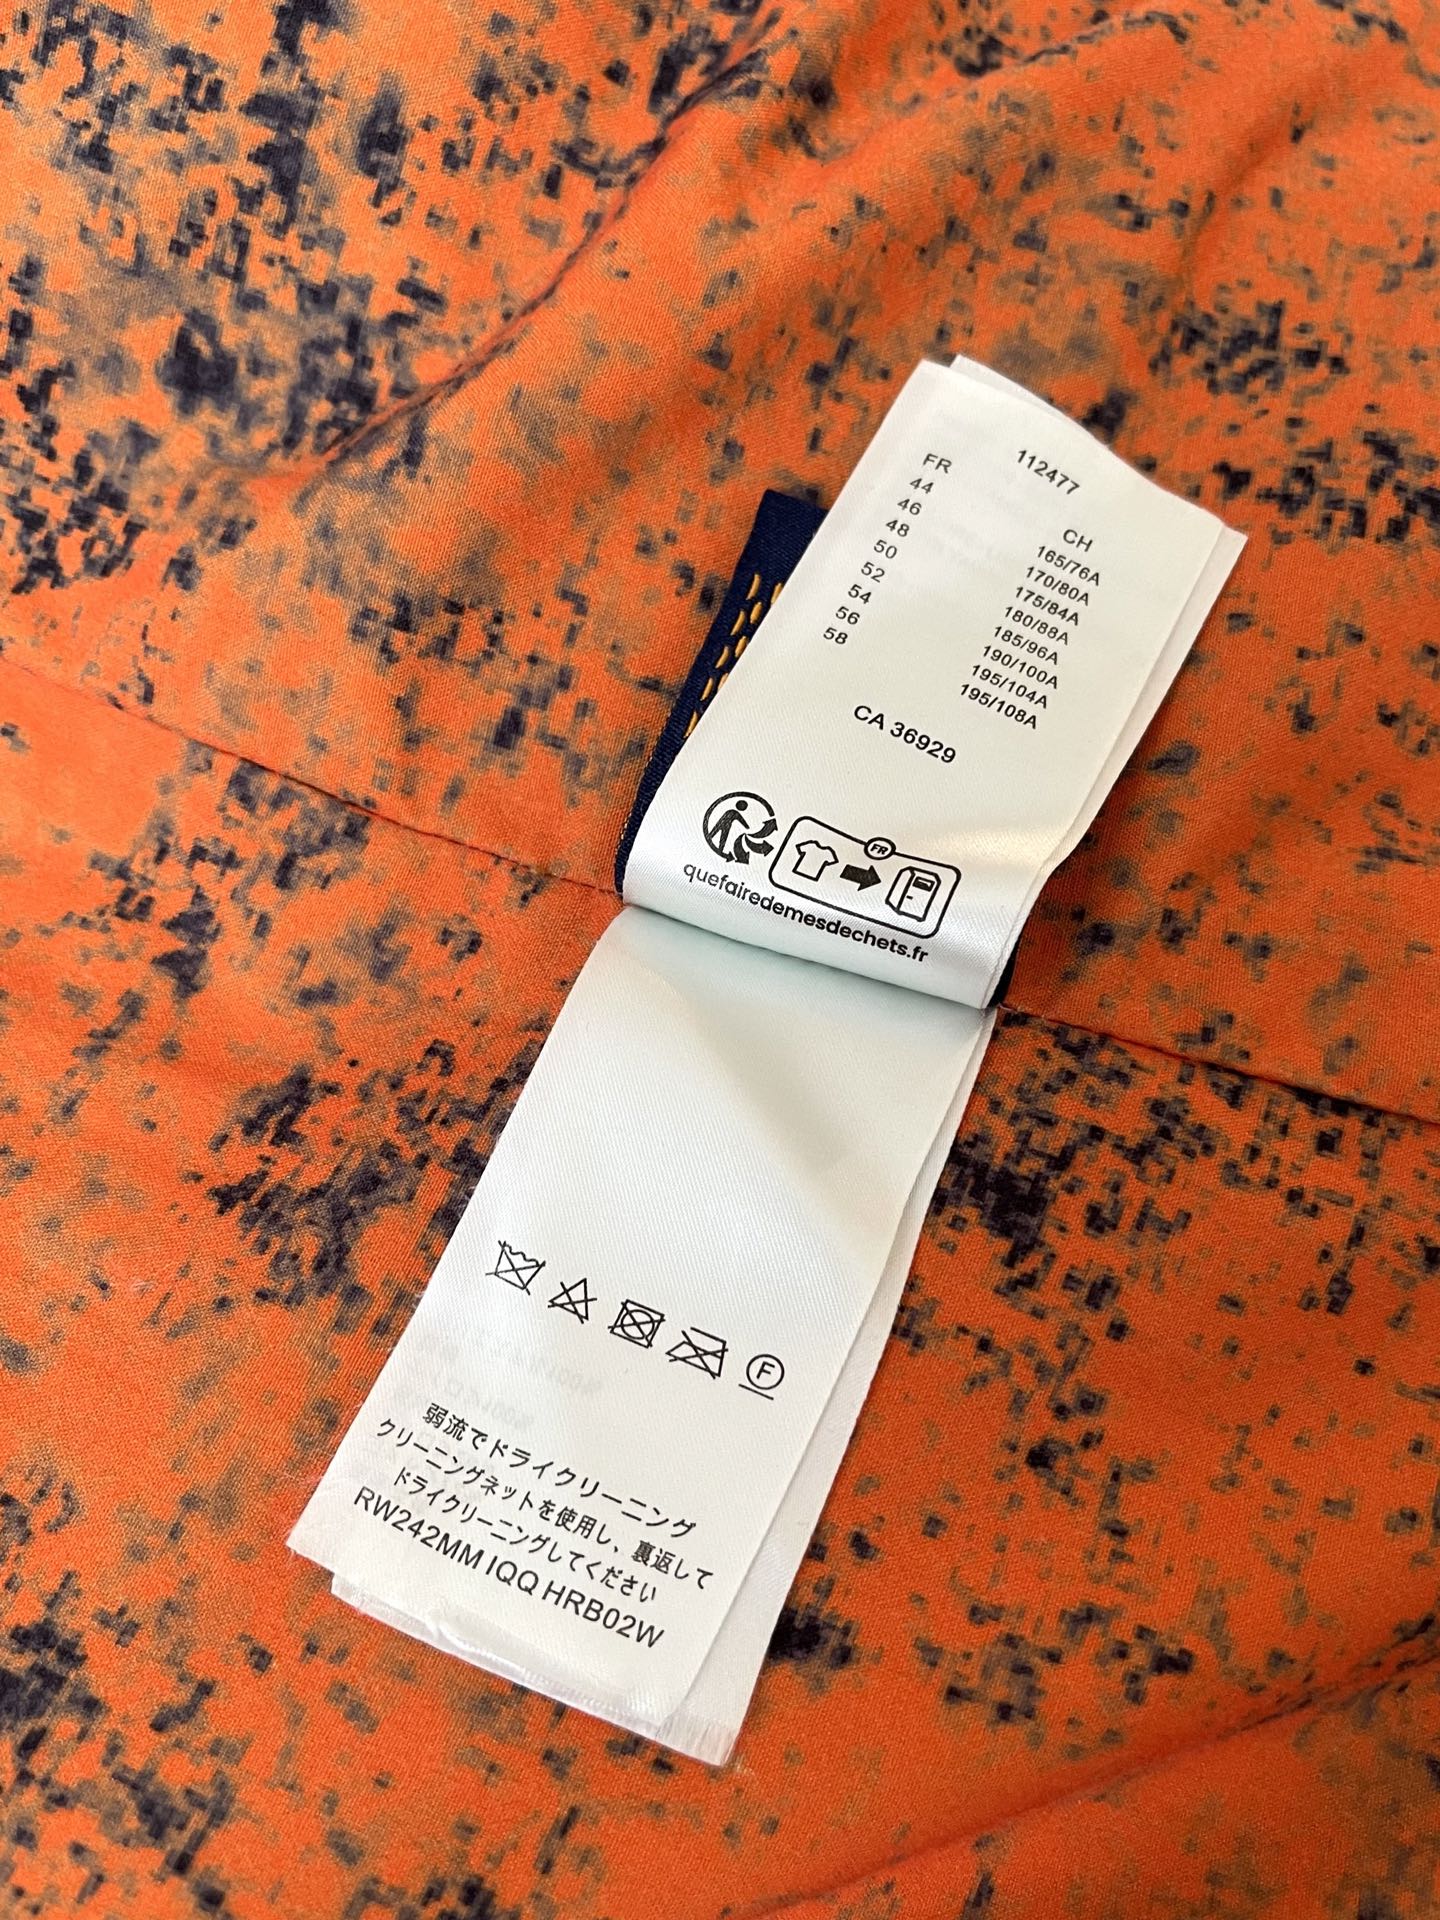 112477
FR CH
44 165/76A
46 170/80A
48 175/84A
50 180/88A
52 185/96A
54 190/100A
56 195/104A
58 195/108A
CA 36929
FR
quefairedemesdechets.fr
F
弱流でドライクリーニング
クリーニングネットを使用し、裏返して
ドライクリーニングしてください
RW242MM IQQ HRB02W